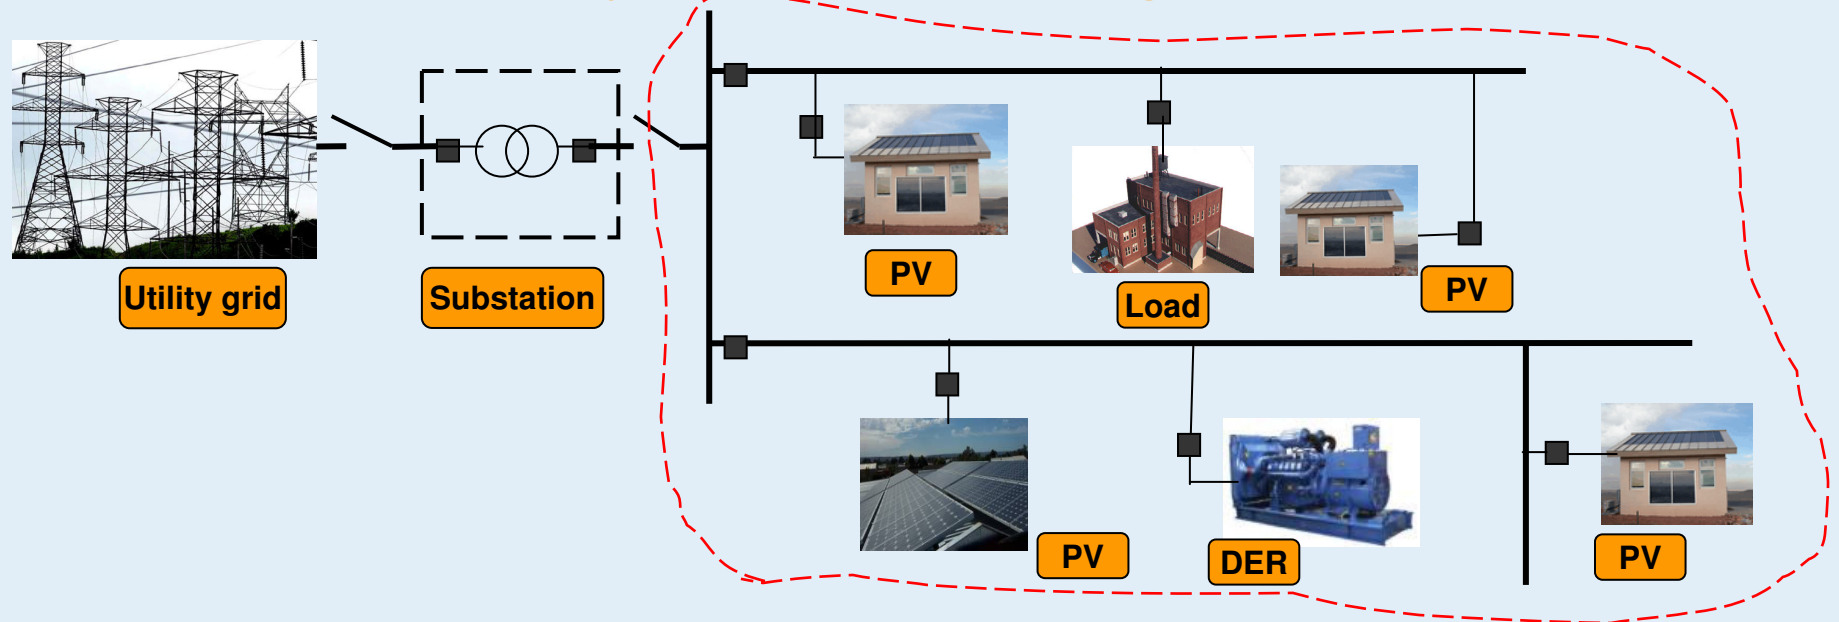 PV
Load
PV
Utility grid
Substation
PV
DER
PV